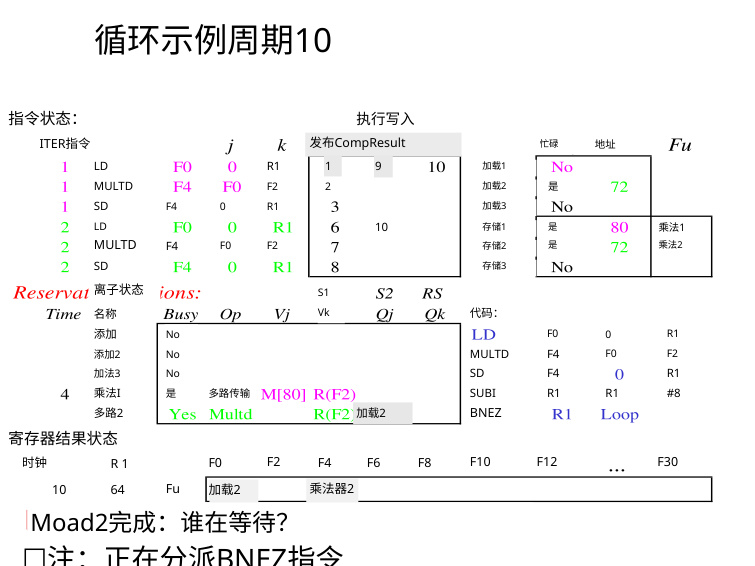 循环示例周期10
指令状态： 执行写入
ITER指令 j k 发布CompResult 忙碌 地址 Fu
1 LD F0 0 R1 1 9 10 加载1 No
1 MULTD F4 F0 F2 2 加载2 是 72
1 SD F4 0 R1 3 加载3 No
2 LD F0 0 R1 6 10 存储1 是 80 乘法1
2 MULTD F4 F0 F2 7 存储2 是 72 乘法2
2 SD F4 0 R1 8 存储3 No
Reservat 离子状态 ions: S1 S2 RS
Time 名称 Busy Op Vj Vk Qj Qk 代码：
添加 No LD F0 0 R1
添加2 No MULTD F4 F0 F2
加法3 No SD F4 0 R1
4 乘法I 是 多路传输 M[80] R(F2) SUBI R1 R1 #8
多路2 Yes Multd R(F2) 加载2 BNEZ R1 Loop
寄存器结果状态
时钟 R 1 F0 F2 F4 F6 F8 F10 F12 ... F30
10 64 Fu 加载2 乘法器2
Moad2完成：谁在等待？
□注：正在分派BNEZ指令